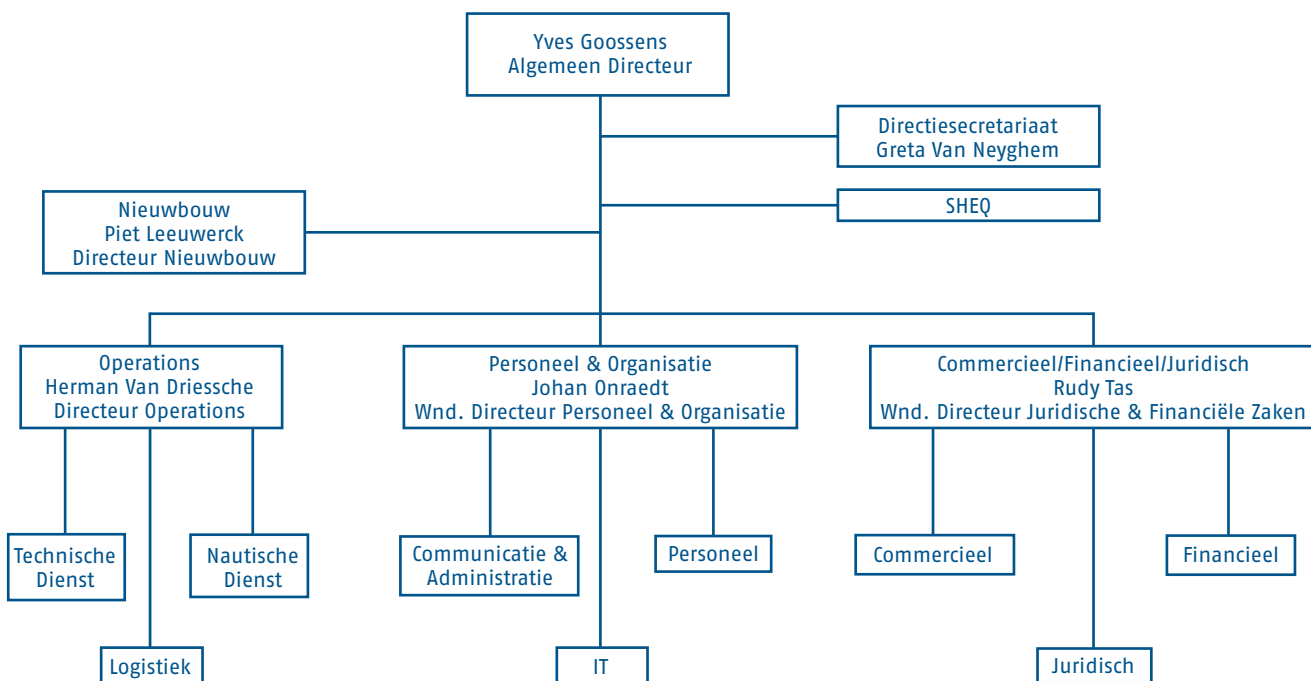 Yves Goossens
Algemeen Directeur
Directiesecretariaat
Greta Van Neyghem
SHEQ
Nieuwbouw
Piet Leeuwerck
Directeur Nieuwbouw
Operations
Herman Van Driessche
Directeur Operations
Personeel & Organisatie
Johan Onraedt
Wnd. Directeur Personeel & Organisatie
Commercieel/Financieel/Juridisch
Rudy Tas
Wnd. Directeur Juridische & Financiële Zaken
Technische
Dienst
Nautische
Dienst
Communicatie &
Administratie
Personeel
Commercieel
Financieel
Logistiek
IT
Juridisch